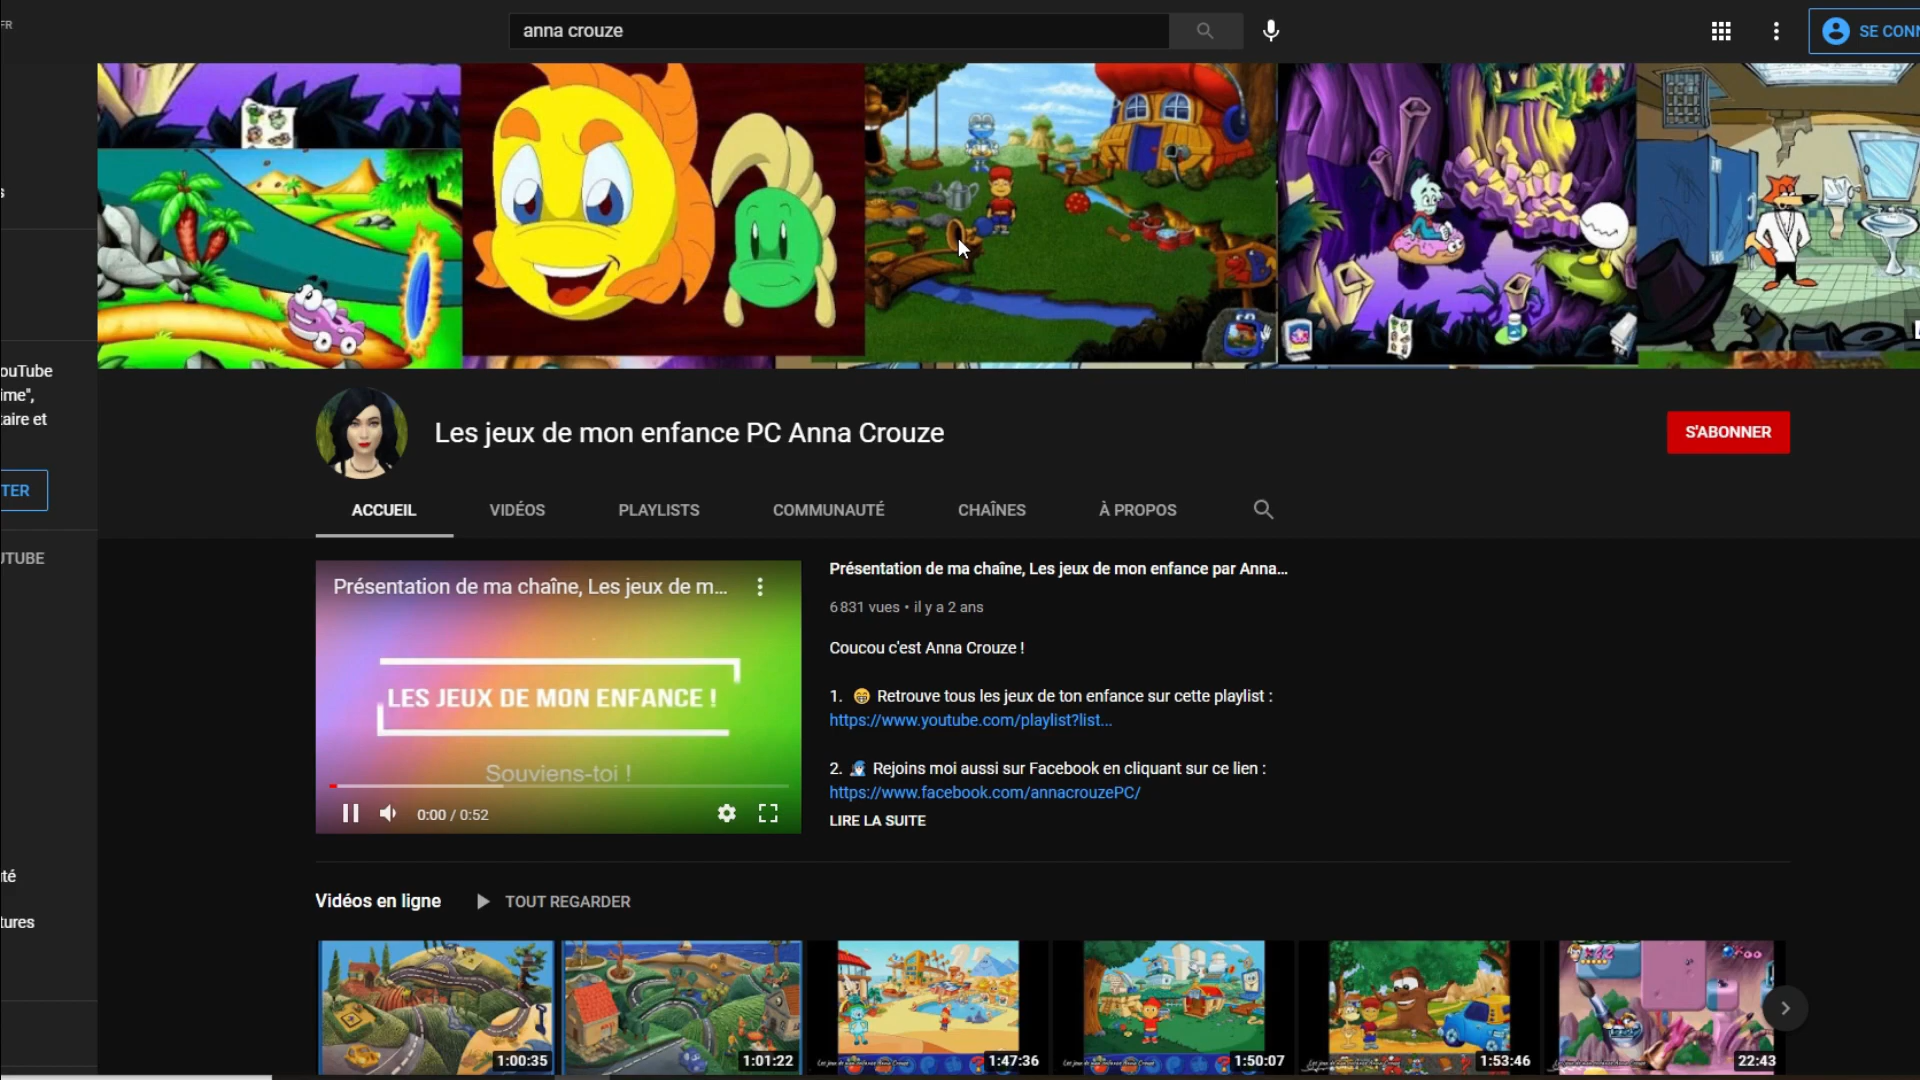 FR
anna crouze
SE CONN
s
ouTube
ime",
taire et
TER
UTUBE
té
tures
Les jeux de mon enfance PC Anna Crouze
S'ABONNER
ACCUEIL
VIDÉOS
PLAYLISTS
COMMUNAUTÉ
CHAÎNES
À PROPOS
Présentation de ma chaîne, Les jeux de m...
LES JEUX DE MON ENFANCE !
Souviens-toi !
0:00 / 0:52
Présentation de ma chaîne, Les jeux de mon enfance par Anna...
6 831 vues • il y a 2 ans
Coucou c'est Anna Crouze !
1. 😁 Retrouve tous les jeux de ton enfance sur cette playlist :
https://www.youtube.com/playlist?list...
2. 🧙 Rejoins moi aussi sur Facebook en cliquant sur ce lien :
https://www.facebook.com/annacrouzePC/
LIRE LA SUITE
Vidéos en ligne
TOUT REGARDER
1:00:35
1:01:22
1:47:36
1:50:07
1:53:46
22:43